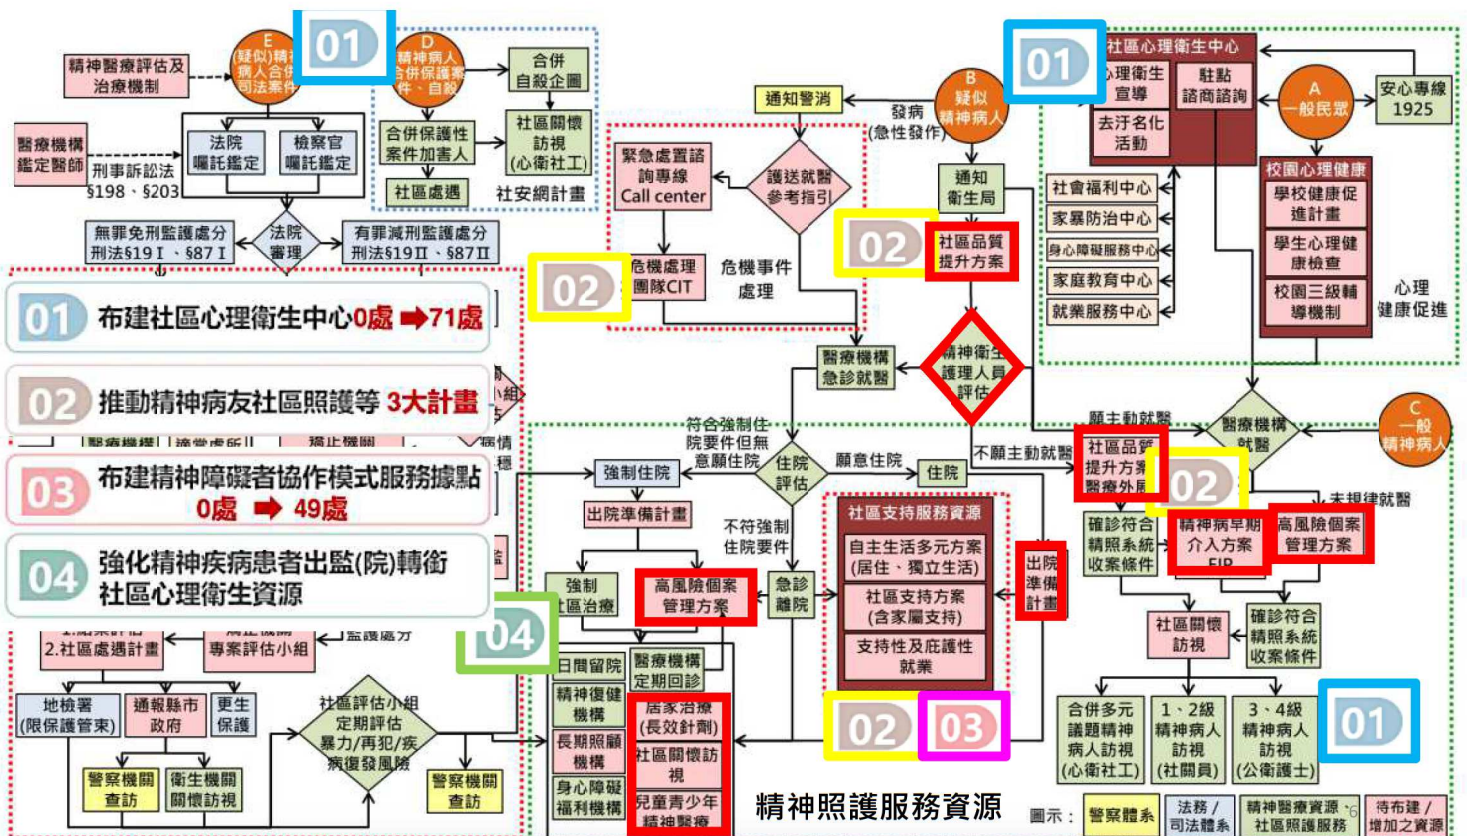 E
(疑似)精神
病人合併
司法案件
精神醫療評估及
治療機制
醫療機構
鑑定醫師
刑事訴訟法
§198、§203
法院
囑託鑑定
檢察官
囑託鑑定
無罪免刑監護處分
刑法§19 I 、§87 I
法院
審理
有罪減刑監護處分
刑法§19II 、§87II
01
D
精神病人
合併保護案
件、自殺
合併
自殺企圖
合併保護性
案件加害人
社區關懷
訪視
(心衛社工)
社區處遇
社安網計畫
通知警消
發病
(急性發作)
B
疑似
精神病人
緊急處置諮
詢專線
Call center
護送就醫
參考指引
通知
衛生局
02
社區品質
提升方案
02
危機處理
團隊CIT
危機事件
處理
醫療機構
急診就醫
精神衛生
護理人員
評估
01
社區心理衛生中心
心理衛生
宣導
駐點
諮商諮詢
去汙名化
活動
A
一般民眾
安心專線
1925
社會福利中心
家暴防治中心
身心障礙服務中心
家庭教育中心
就業服務中心
校園心理健康
學校健康促
進計畫
學生心理健
康檢查
校園三級輔
導機制
心理
健康促進
01 布建社區心理衛生中心0處➡71處
02 推動精神病友社區照護等 3大計畫
小組
醫療機構
適當處所
矯正機關
病情
穩
03 布建精神障礙者協作模式服務據點
0處 ➡ 49處
監
04 強化精神疾病患者出監(院)轉銜
社區心理衛生資源
2.社區處遇計畫
專案評估小組
監護處分
地檢署
(限保護管束)
通報縣市
政府
更生
保護
警察機關
查訪
衛生機關
關懷訪視
社區評估小組
定期評估
暴力/再犯/疾
病復發風險
警察機關
查訪
符合強制住
院要件但無
意願住院
強制住院
住院
評估
願意住院
住院
出院準備計畫
不符強制
住院要件
強制
社區治療
高風險個案
管理方案
急診
離院
04
日間留院
精神復健
機構
長期照顧
機構
身心障礙
福利機構
醫療機構
定期回診
居家治療
(長效針劑)
社區關懷訪
視
兒童青少年
精神醫療
社區支持服務資源
自主生活多元方案
(居住、獨立生活)
社區支持方案
(含家屬支持)
支持性及庇護性
就業
出院
準備
計畫
02
03
精神照護服務資源
願主動就醫
不願主動就醫
社區品質
提升方案
醫療外展
02
醫療機構
就醫
C
一般
精神病人
未規律就醫
確診符合
精照系統
收案條件
精神病早期
介入方案
EIP
高風險個案
管理方案
社區關懷
訪視
確診符合
精照系統
收案條件
合併多元
議題精神
病人訪視
(心衛社工)
1、2級
精神病人
訪視
(社關員)
3、4級
精神病人
訪視
(公衛護士)
01
圖示：
警察體系
法務/
司法體系
精神醫療資源、
社區照護服務
待布建/
增加之資源
6